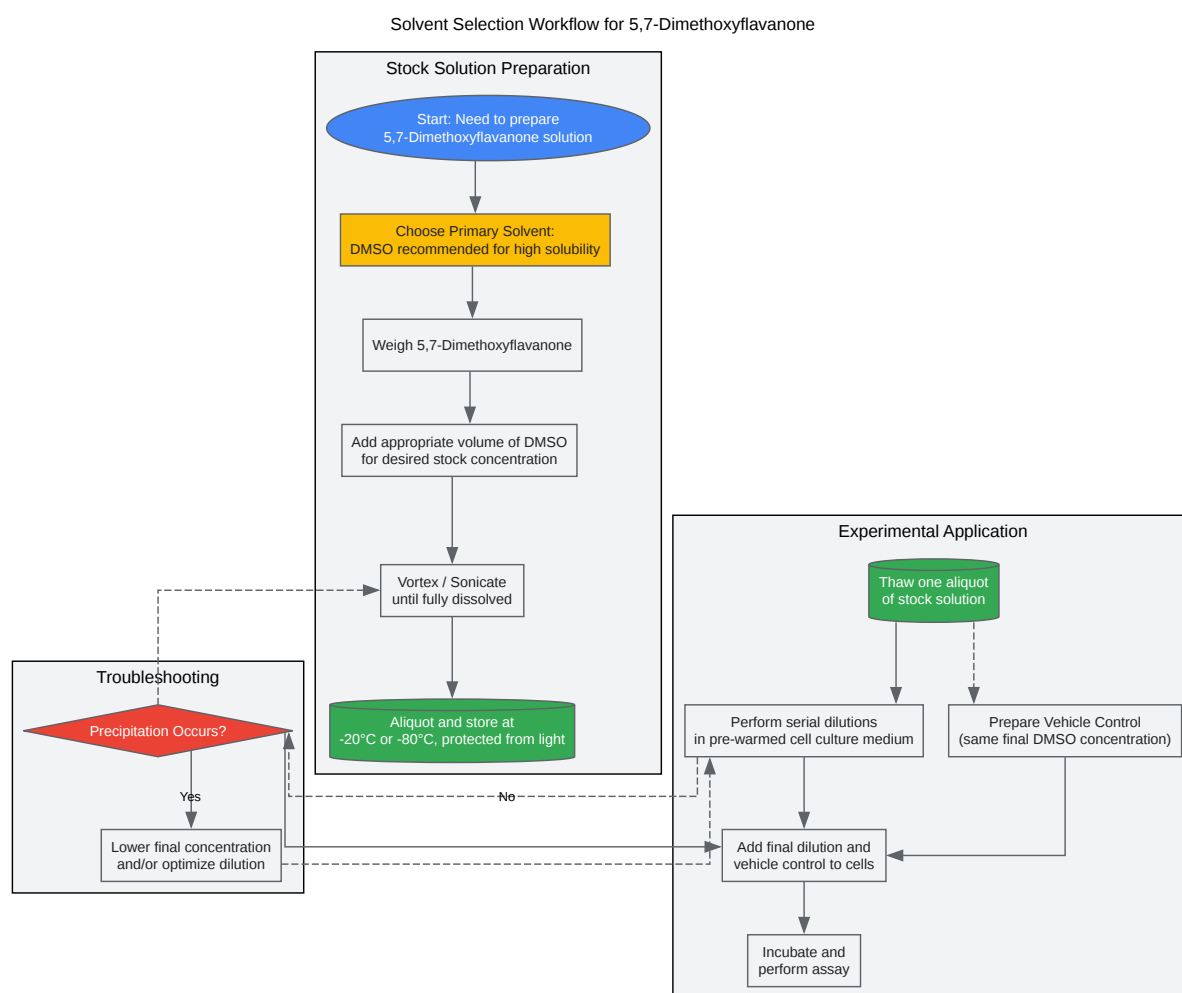 Solvent Selection Workflow for 5,7-Dimethoxyflavanone
Stock Solution Preparation
Start: Need to prepare
5,7-Dimethoxyflavanone solution
Choose Primary Solvent:
DMSO recommended for high solubility
Weigh 5,7-Dimethoxyflavanone
Add appropriate volume of DMSO
for desired stock concentration
Vortex / Sonicate
until fully dissolved
Aliquot and store at
-20°C or -80°C, protected from light
Troubleshooting
Precipitation Occurs?
Yes
No
Lower final concentration
and/or optimize dilution
Experimental Application
Thaw one aliquot
of stock solution
Perform serial dilutions
in pre-warmed cell culture medium
Prepare Vehicle Control
(same final DMSO concentration)
Add final dilution and
vehicle control to cells
Incubate and
perform assay